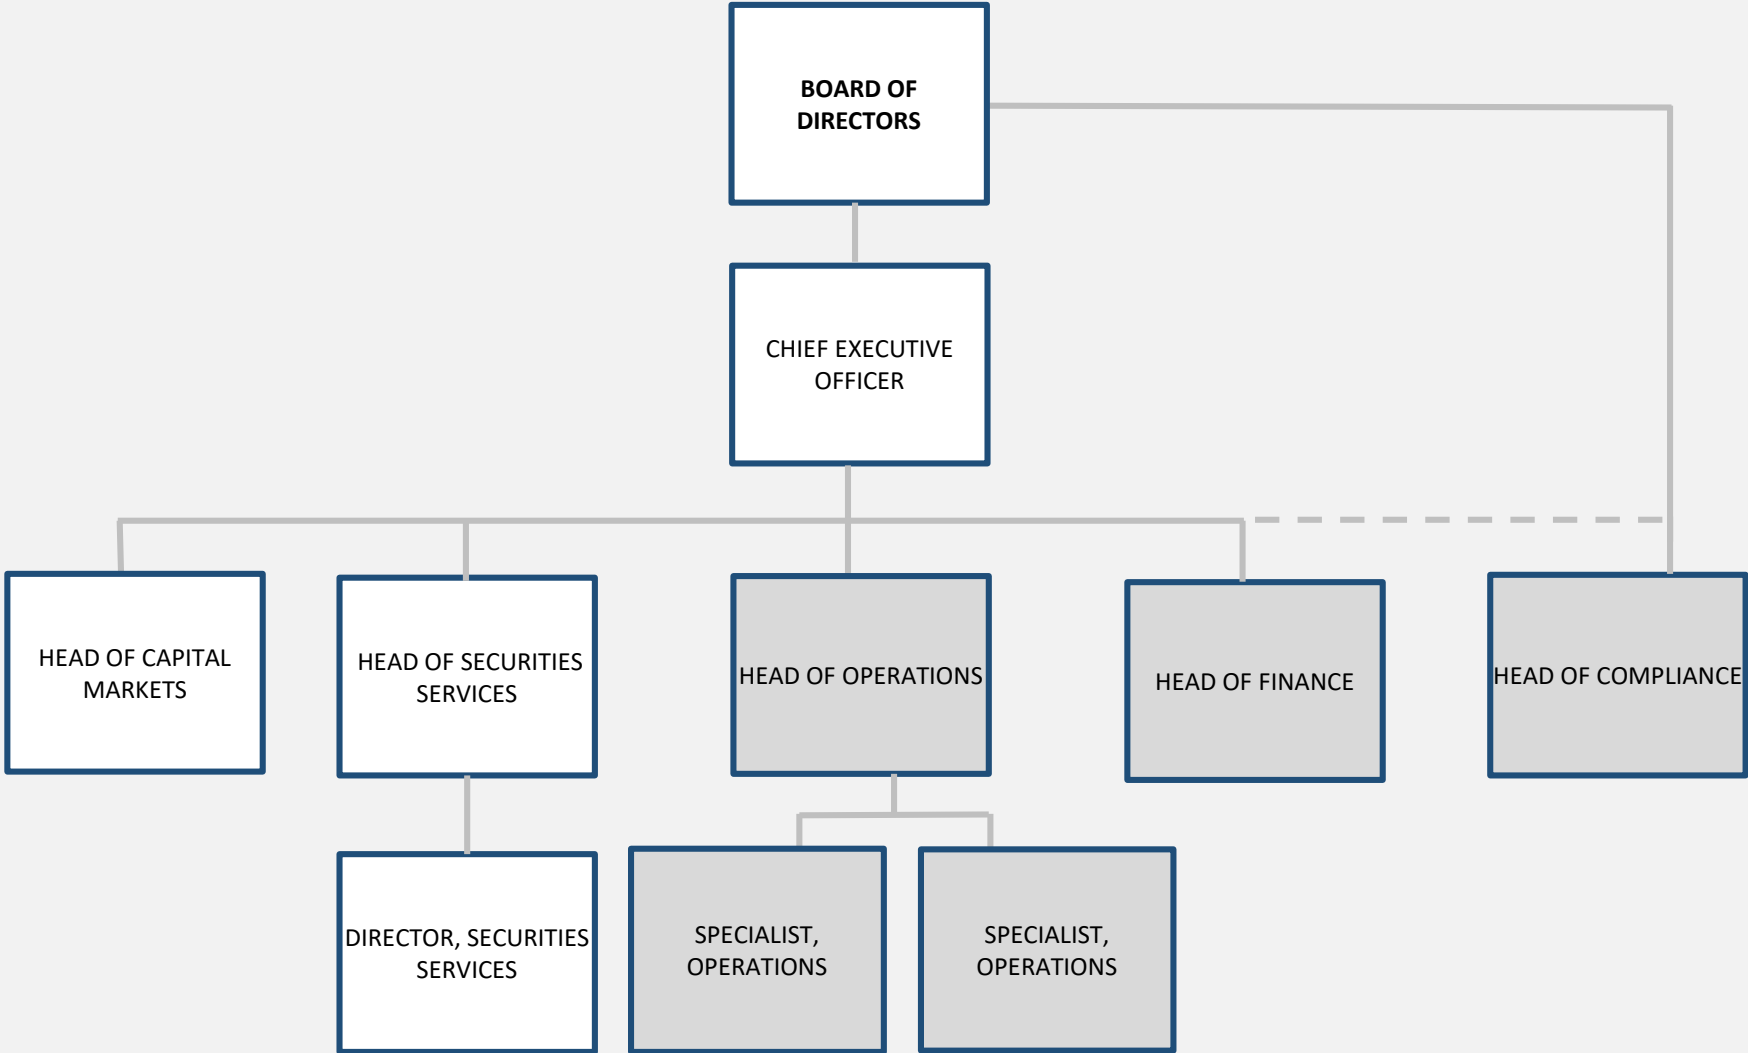 BOARD OF
DIRECTORS
CHIEF EXECUTIVE
OFFICER
HEAD OF CAPITAL
MARKETS
HEAD OF SECURITIES
SERVICES
HEAD OF OPERATIONS
HEAD OF FINANCE
HEAD OF COMPLIANCE
DIRECTOR, SECURITIES
SERVICES
SPECIALIST,
OPERATIONS
SPECIALIST,
OPERATIONS